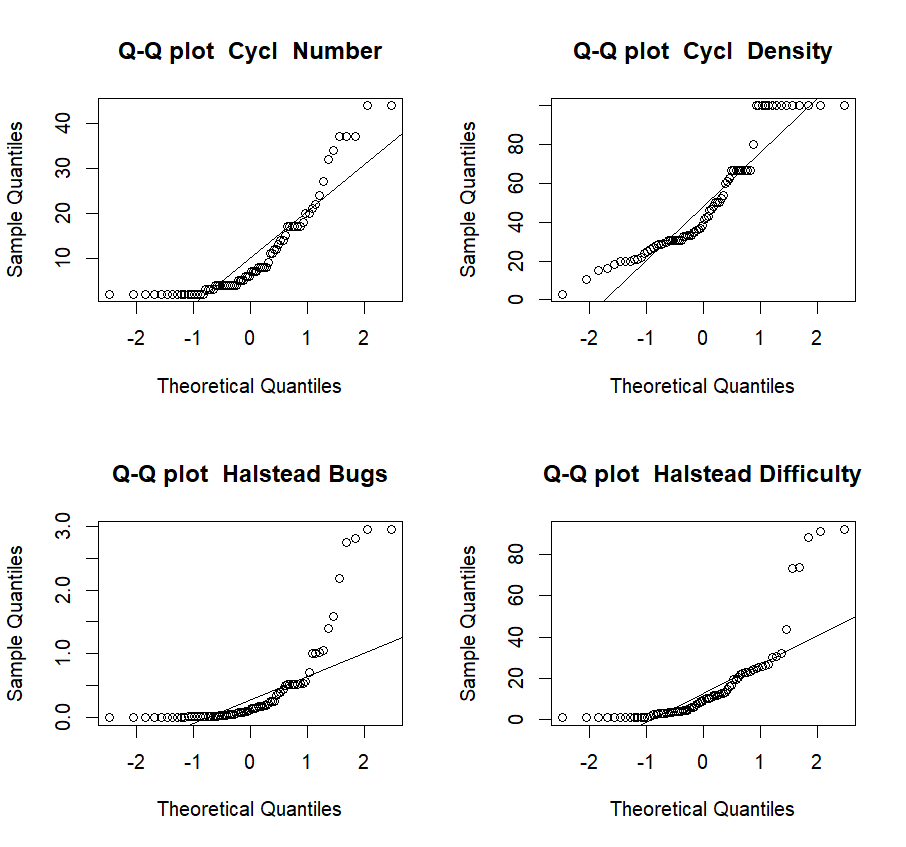 Q-Q plot  Cycl  Number
Sample Quantiles
40
30
20
10
-2 -1 0 1 2
Theoretical Quantiles
Q-Q plot  Cycl  Density
Sample Quantiles
80
60
40
20
0
-2 -1 0 1 2
Theoretical Quantiles
Q-Q plot  Halstead Bugs
Sample Quantiles
3.0
2.0
1.0
0.0
-2 -1 0 1 2
Theoretical Quantiles
Q-Q plot  Halstead Difficulty
Sample Quantiles
80
60
40
20
0
-2 -1 0 1 2
Theoretical Quantiles